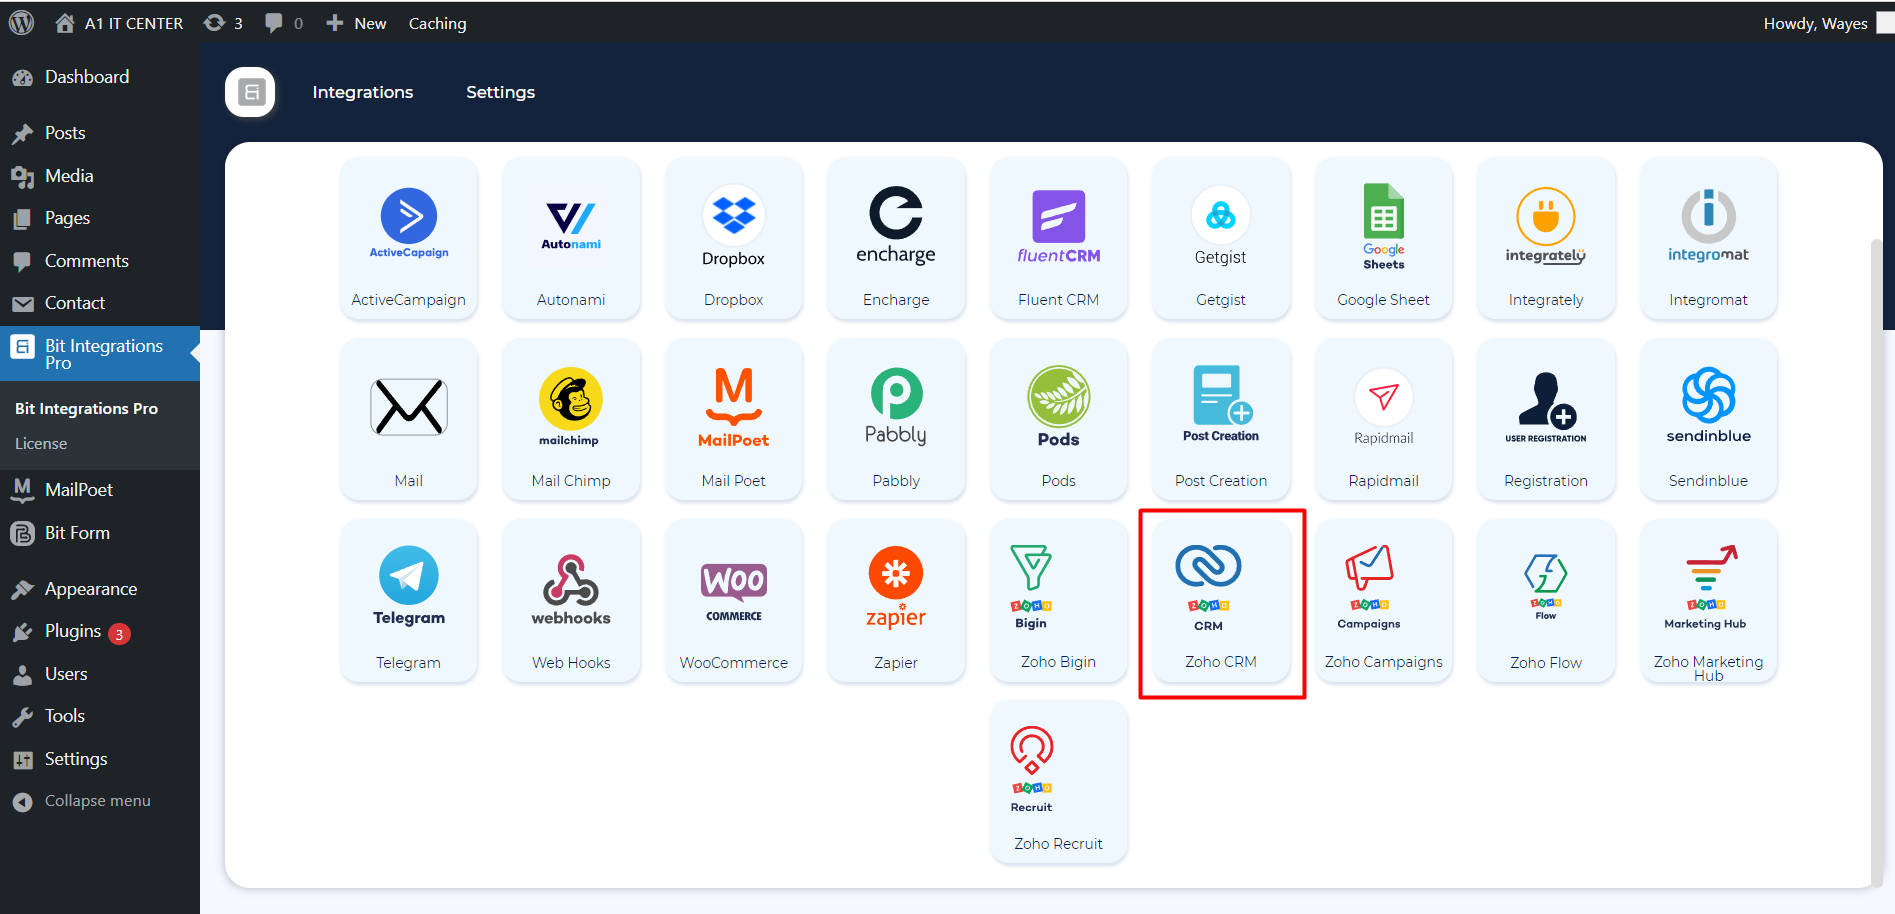 A1 IT CENTER 3 0 New Caching Howdy, Wayes
Dashboard
Posts
Media
Pages
Comments
Contact
Bit Integrations
Pro
Bit Integrations Pro
License
MailPoet
Bit Form
Appearance
Plugins 3
Users
Tools
Settings
Collapse menu
Integrations Settings
ActiveCapaign
ActiveCampaign
Autonami
Autonami
Dropbox
Dropbox
encharge
Encharge
fluentCRM
Fluent CRM
Getgist
Getgist
Google
Sheets
Google Sheet
integrately
Integrately
integromat
Integromat
Mail
mailchimp
Mail Chimp
MailPoet
Mail Poet
Pabbly
Pabbly
Pods
Pods
Post Creation
Post Creation
Rapidmail
Rapidmail
USER REGISTRATION
Registration
sendinblue
Sendinblue
Telegram
Telegram
webhooks
Web Hooks
WOO
COMMERCE
WooCommerce
zapier
Zapier
ZOHO
Bigin
Zoho Bigin
ZOHO
CRM
Zoho CRM
ZOHO
Campaigns
Zoho Campaigns
ZOHO
Flow
Zoho Flow
ZOHO
Marketing Hub
Zoho Marketing
Hub
ZOHO
Recruit
Zoho Recruit